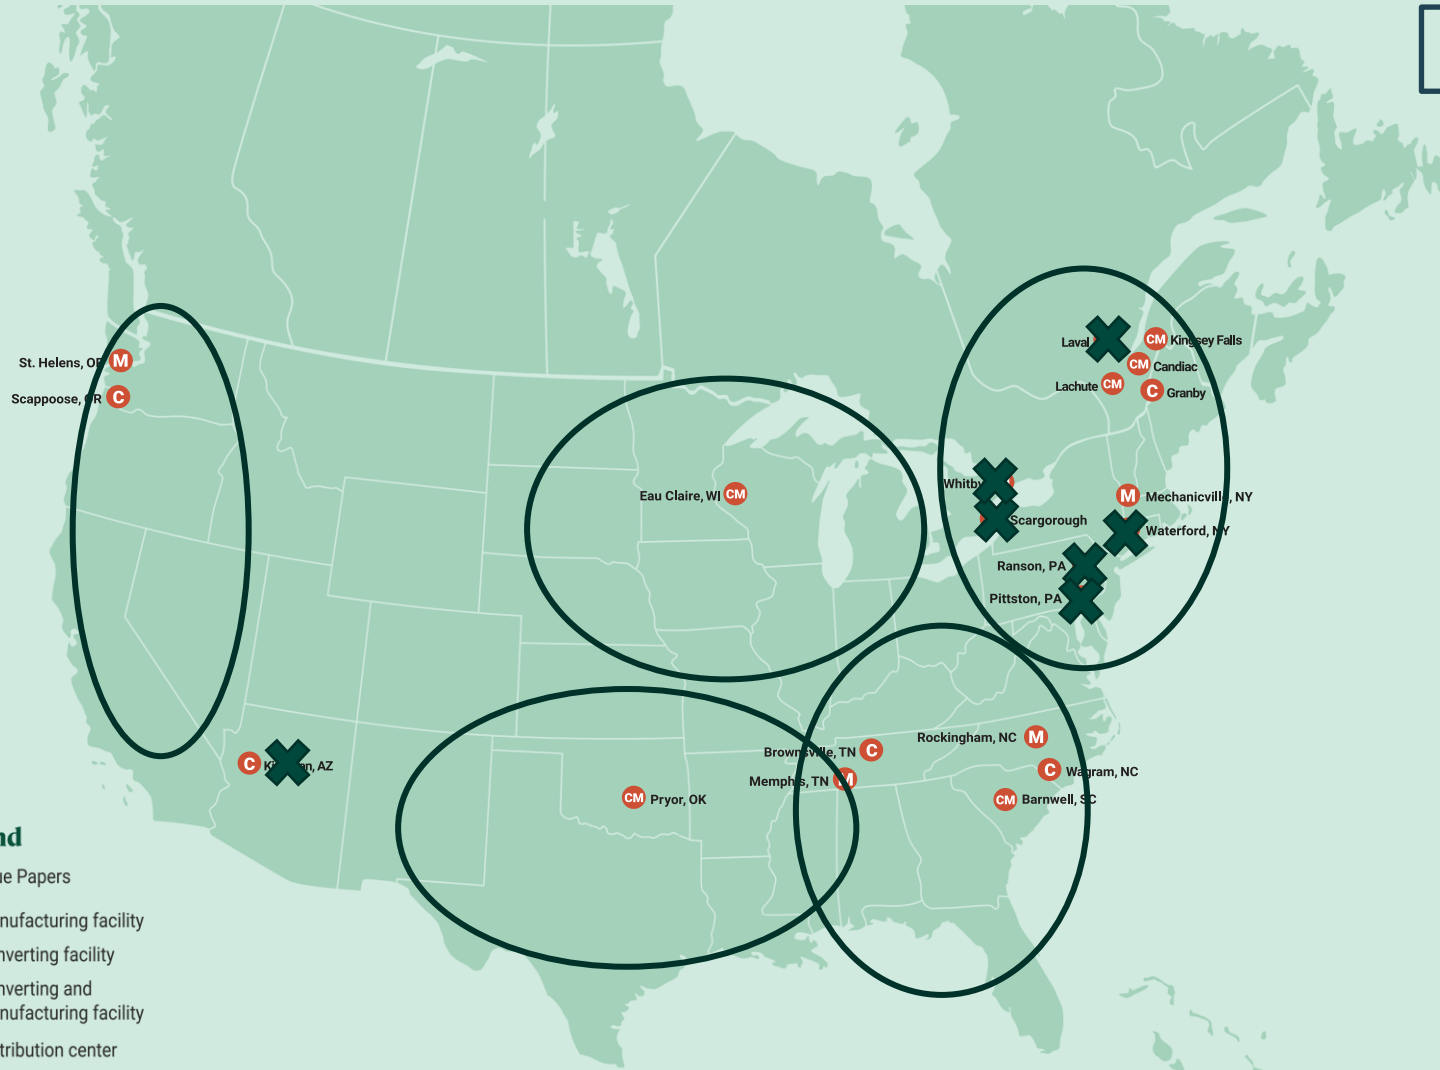 Laval
CM Kingsey Falls
CM Candiac
Lachute CM
C Granby
St. Helens, OR M
Scappoose, OR C
Eau Claire, WI CM
Whitby
M Mechanicville, NY
Scargorough
Waterford, NY
Ranson, PA
Pittston, PA
Rockingham, NC M
Brownsville, TN C
C Kingman, AZ
C Wagram, NC
Memphis, TN M
CM Pryor, OK
CM Barnwell, SC
nd
ue Papers
nufacturing facility
nverting facility
nverting and
nufacturing facility
tribution center